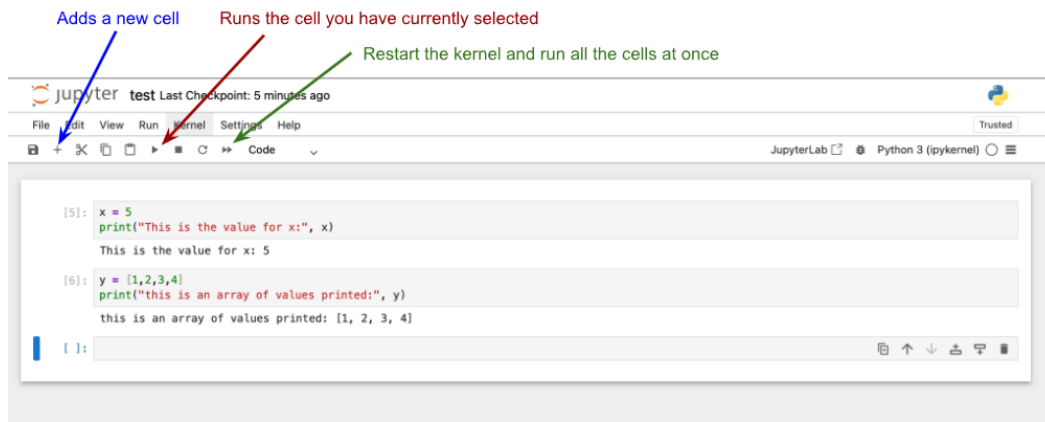 Adds a new cell Runs the cell you have currently selected
Restart the kernel and run all the cells at once
jupyter test Last Checkpoint: 5 minutes ago
File Edit View Run Kernel Settings Help Trusted
Code JupyterLab Python 3 (ipykernel)
[5]: x = 5
print("This is the value for x:", x)
This is the value for x: 5
[6]: y = [1,2,3,4]
print("this is an array of values printed:", y)
this is an array of values printed: [1, 2, 3, 4]
[ ]: